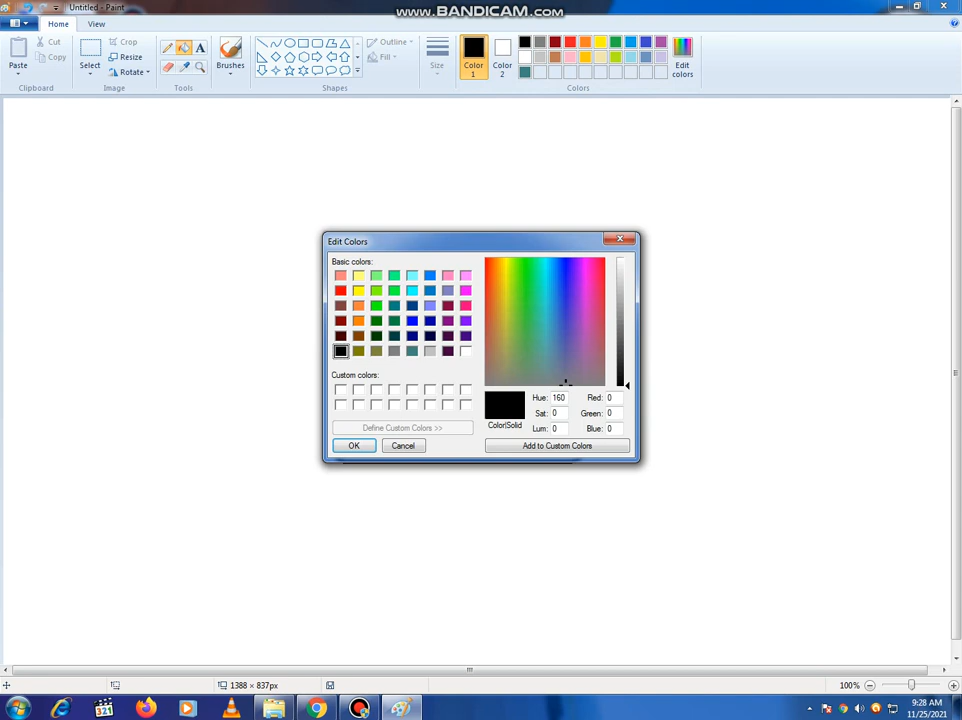 Untitled - Paint
www.BANDICAM.com
Home View
Paste
Cut
Copy
Clipboard
Select
Crop
Resize
Rotate
Image
A
Tools
Brushes
Shapes
Outline
Fill
Size
Color
1
Color
2
Edit
colors
Colors
Edit Colors
Basic colors:
Custom colors:
Define Custom Colors >>
OK Cancel
Hue: 160 Red: 0
Sat: 0 Green: 0
Color|Solid Lum: 0 Blue: 0
Add to Custom Colors
1388 × 837px 100%
321
9:28 AM
11/25/2021